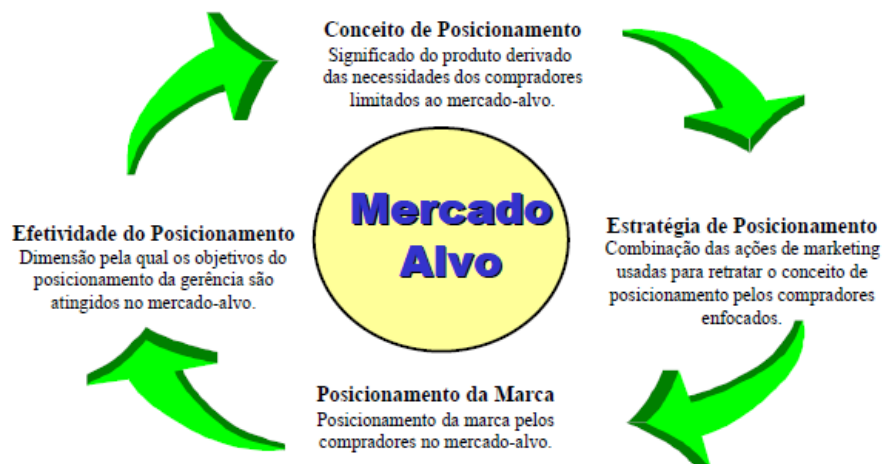 Conceito de Posicionamento
Significado do produto derivado
das necessidades dos compradores
limitados ao mercado-alvo.
Mercado
Alvo
Efetividade do Posicionamento
Dimensão pela qual os objetivos do
posicionamento da gerência são
atingidos no mercado-alvo.
Estratégia de Posicionamento
Combinação das ações de marketing
usadas para retratar o conceito de
posicionamento pelos compradores
enfocados.
Posicionamento da Marca
Posicionamento da marca pelos
compradores no mercado-alvo.